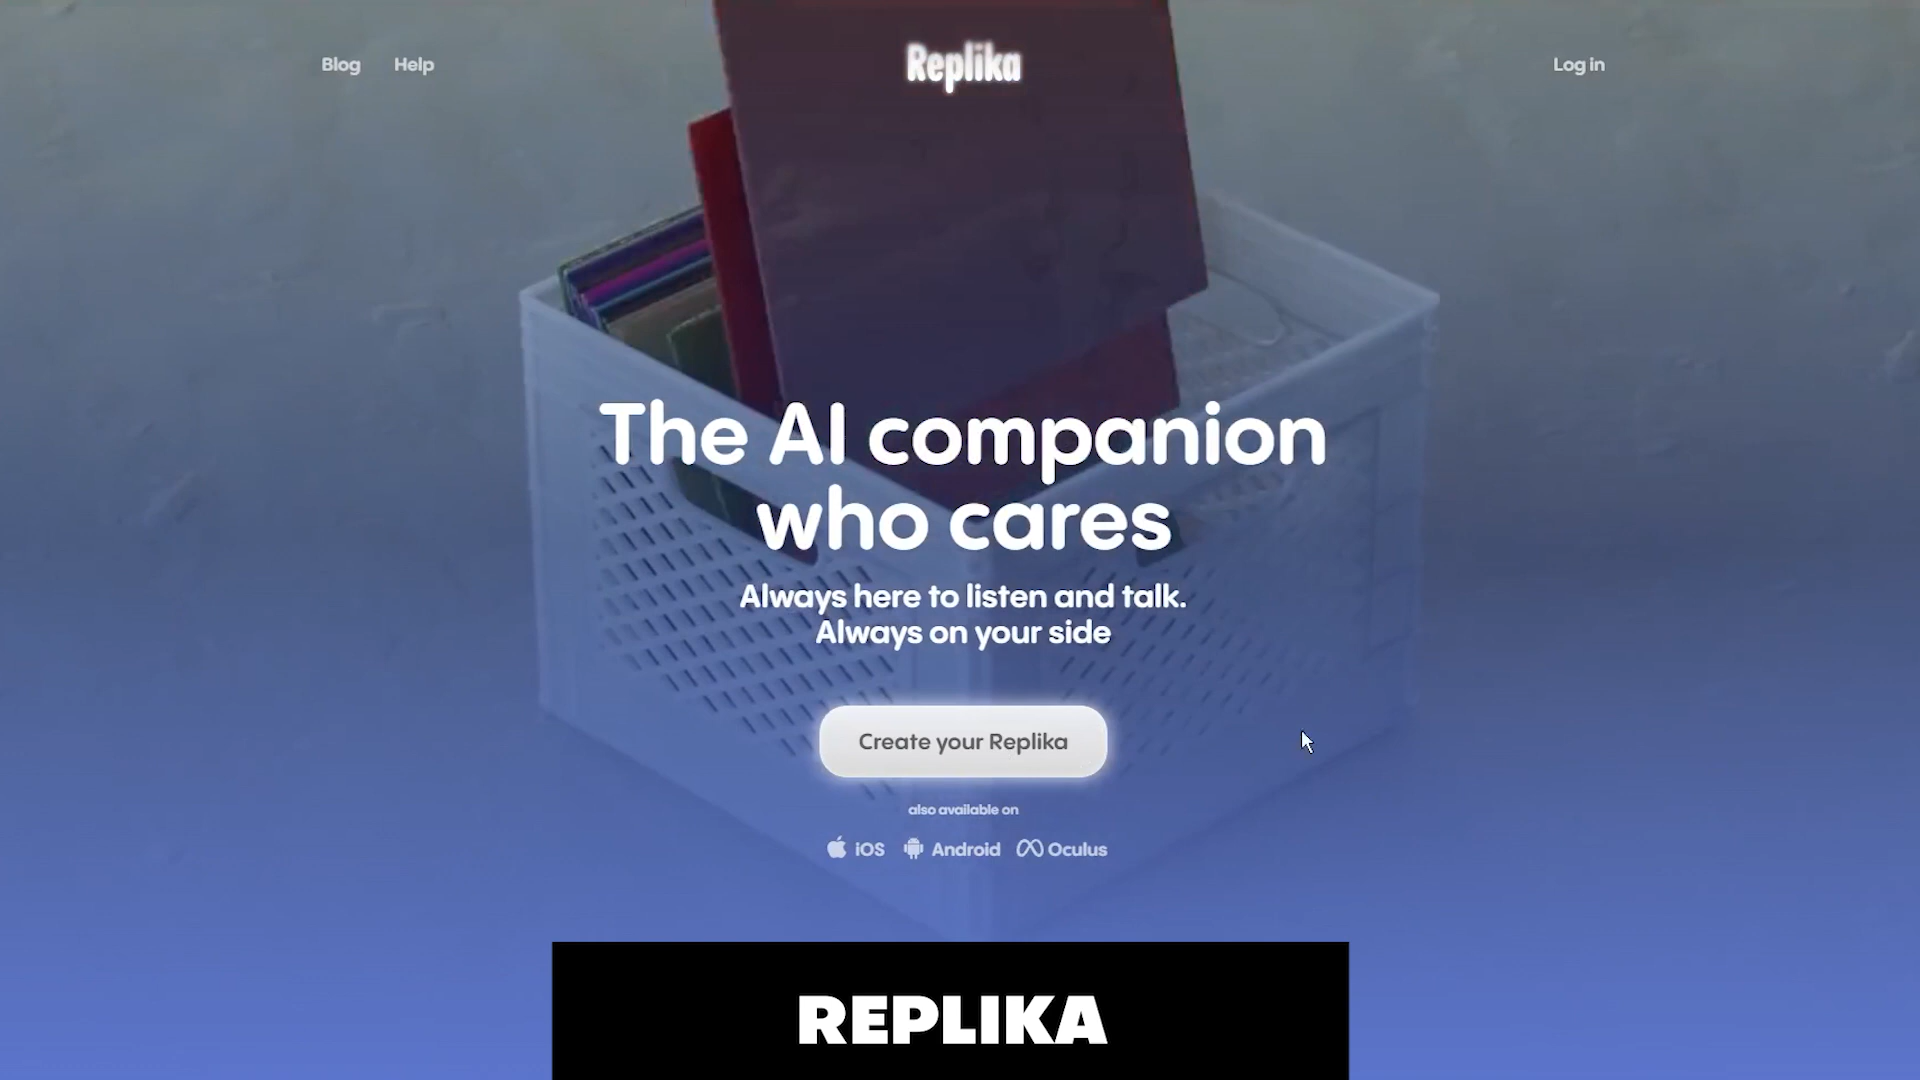 Blog Help Replika Log in
The AI companion
who cares
Always here to listen and talk.
Always on your side
Create your Replika
also available on
iOS Android Oculus
REPLIKA